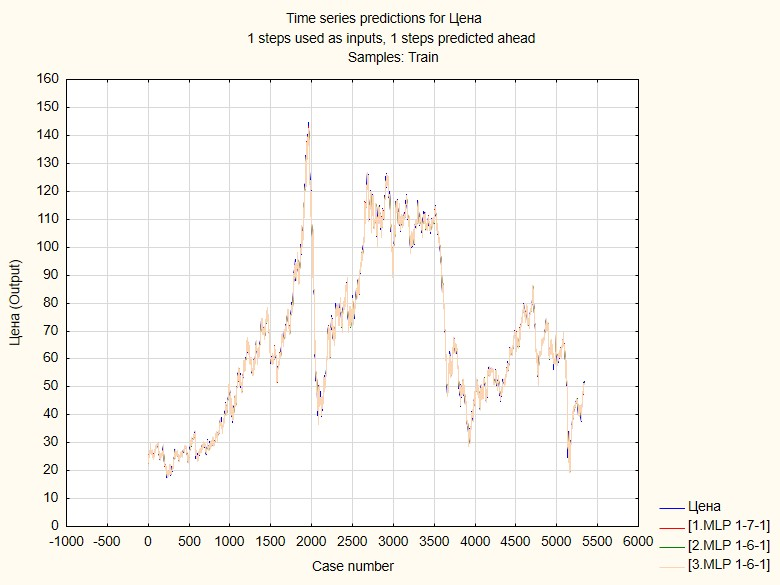 Time series predictions for Цена
1 steps used as inputs, 1 steps predicted ahead
Samples: Train
160
150
140
130
120
110
100
90
80
70
60
50
40
30
20
10
0
Цена (Output)
-1000 -500 0 500 1000 1500 2000 2500 3000 3500 4000 4500 5000 5500 6000
Case number
Цена
[1.MLP 1-7-1]
[2.MLP 1-6-1]
[3.MLP 1-6-1]